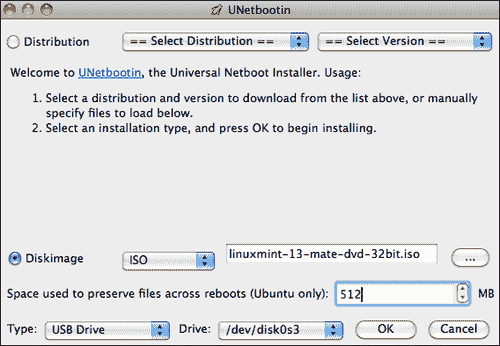 UNetbootin
Distribution == Select Distribution == == Select Version ==
Welcome to UNetbootin, the Universal Netboot Installer. Usage:
1. Select a distribution and version to download from the list above, or manually
specify files to load below.
2. Select an installation type, and press OK to begin installing.
Diskimage ISO linuxmint-13-mate-dvd-32bit.iso ...
Space used to preserve files across reboots (Ubuntu only): 512 MB
Type: USB Drive Drive: /dev/disk0s3 OK Cancel